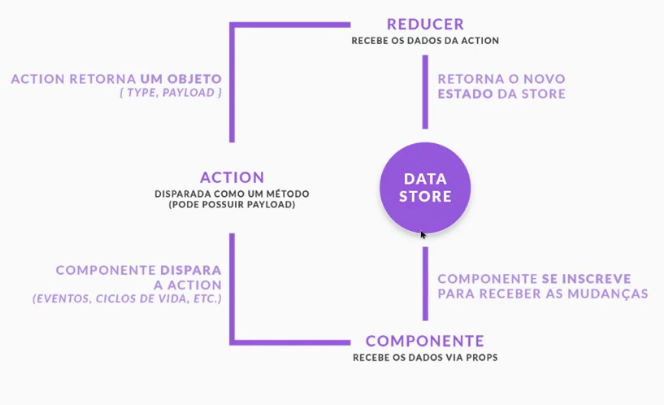 REDUCER
RECEBE OS DADOS DA ACTION
ACTION RETORNA UM OBJETO
{ TYPE, PAYLOAD }
RETORNA O NOVO
ESTADO DA STORE
ACTION
DISPARADA COMO UM MÉTODO
(PODE POSSUIR PAYLOAD)
DATA
STORE
COMPONENTE DISPARA
A ACTION
(EVENTOS, CICLOS DE VIDA, ETC.)
COMPONENTE SE INSCREVE
PARA RECEBER AS MUDANÇAS
COMPONENTE
RECEBE OS DADOS VIA PROPS